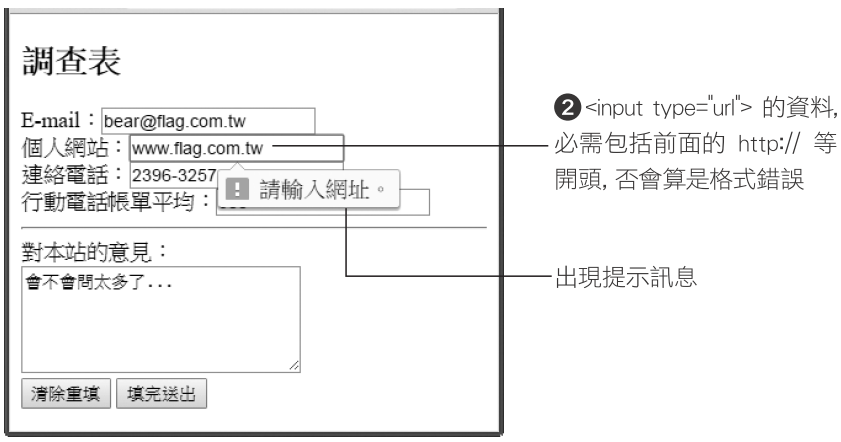 調查表
E-mail：bear@flag.com.tw
個人網站：www.flag.com.tw
連絡電話：2396-3257
請輸入網址。
行動電話帳單平均：
對本站的意見：
會不會問太多了...
清除重填 填完送出
❷<input type="url"> 的資料,
必需包括前面的 http:// 等
開頭, 否會算是格式錯誤
出現提示訊息